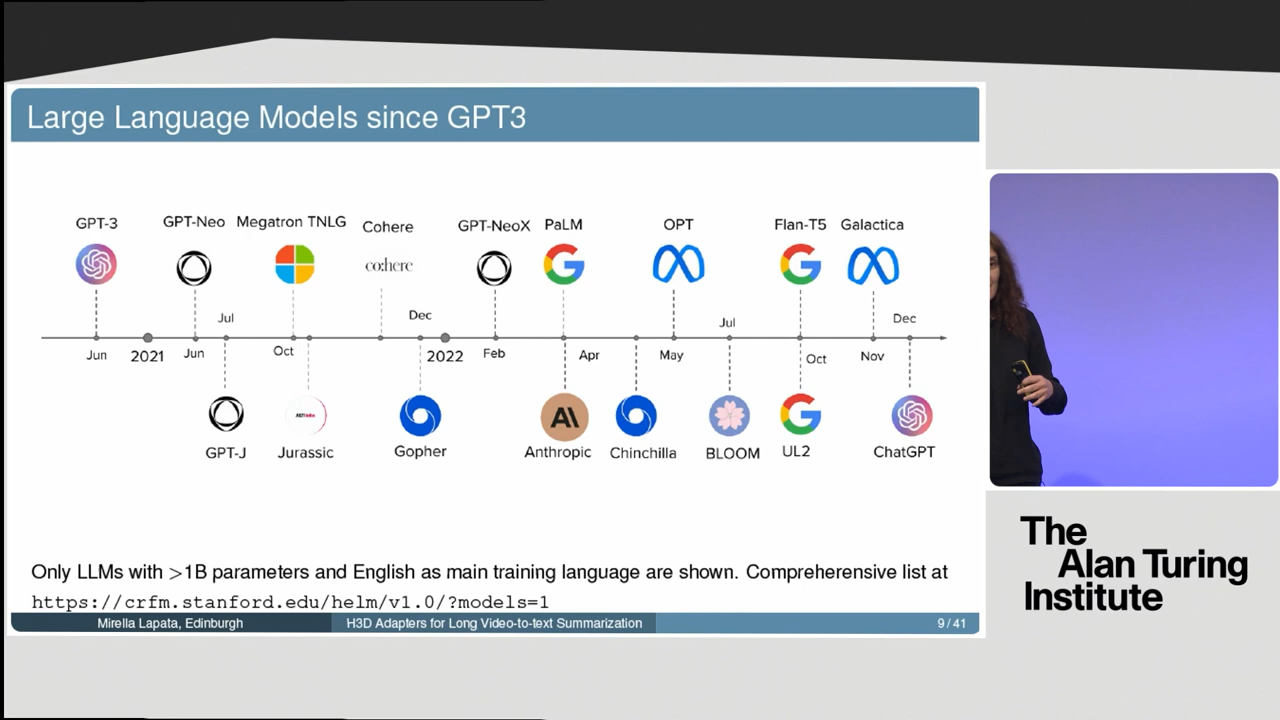 Large Language Models since GPT3
GPT-3
GPT-Neo
Megatron TNLG
Cohere
GPT-NeoX
PaLM
OPT
Flan-T5
Galactica
co:here
Jul
Dec
Jul
Dec
Jun
2021
Jun
Oct
2022
Feb
Apr
May
Oct
Nov
GPT-J
Jurassic
Gopher
Anthropic
Chinchilla
BLOOM
UL2
ChatGPT
Only LLMs with >1B parameters and English as main training language are shown. Compreherensive list at
https://crfm.stanford.edu/helm/v1.0/?models=1
Mirella Lapata, Edinburgh
H3D Adapters for Long Video-to-text Summarization
9 / 41
The
Alan Turing
Institute